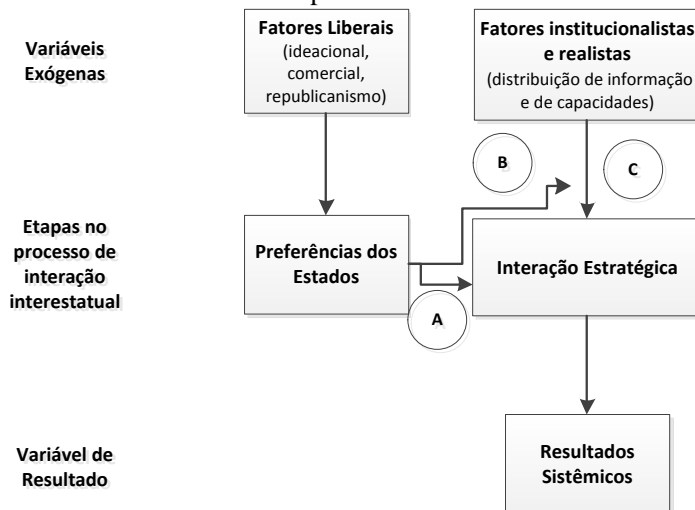 Variáveis
Exógenas
Fatores Liberais
(ideacional,
comercial,
republicanismo)
Fatores institucionalistas
e realistas
(distribuição de informação
e de capacidades)
B
C
Etapas no
processo de
interação
interestatual
Preferências dos
Estados
Interação Estratégica
A
Variável de
Resultado
Resultados
Sistêmicos